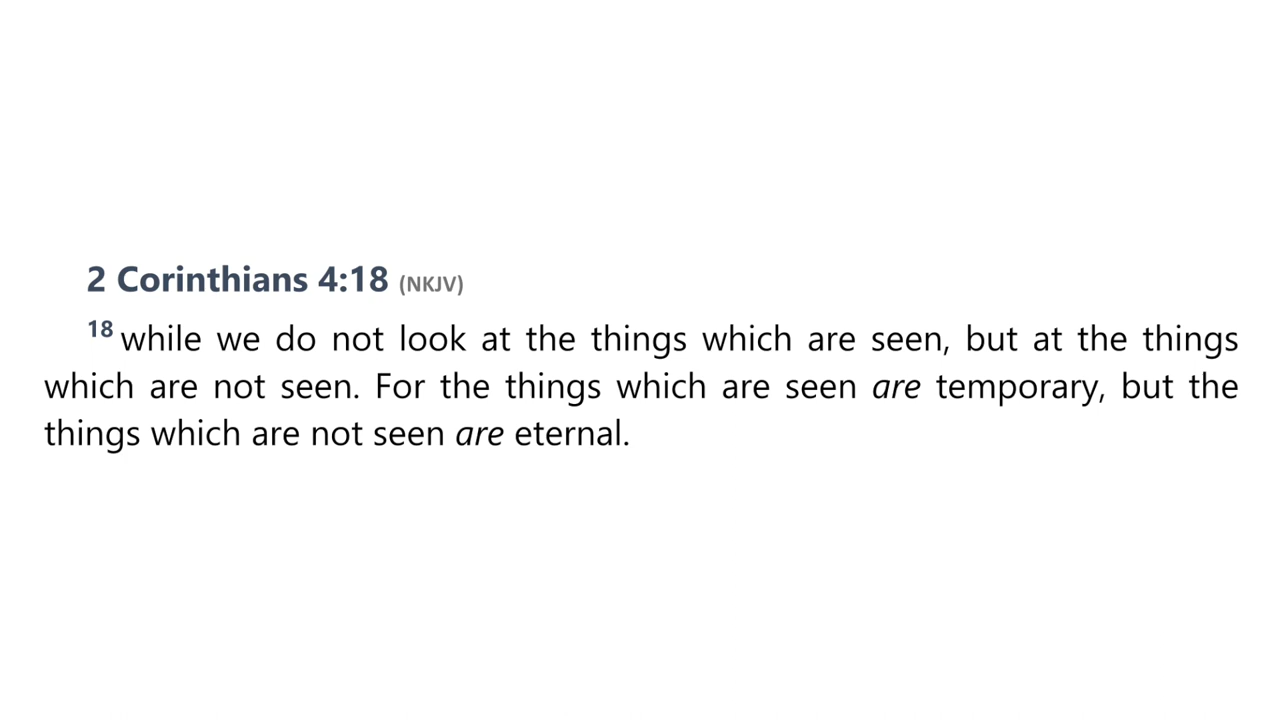 2 Corinthians 4:18 (NKJV)
18 while we do not look at the things which are seen, but at the things
which are not seen. For the things which are seen are temporary, but the
things which are not seen are eternal.